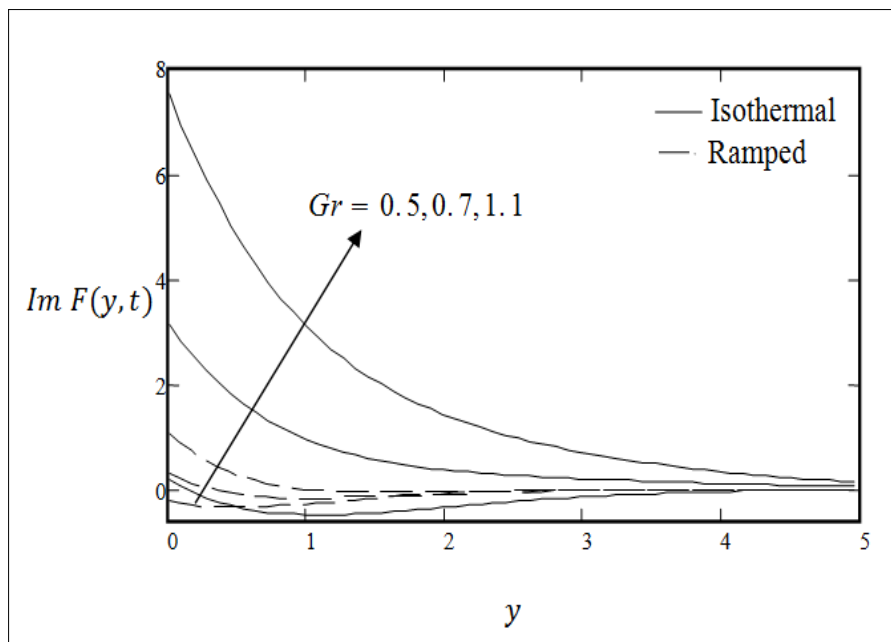 8
Isothermal
Ramped
6
Gr = 0.5, 0.7, 1.1
4
Im F(y, t)
2
0
0 1 2 3 4 5
y